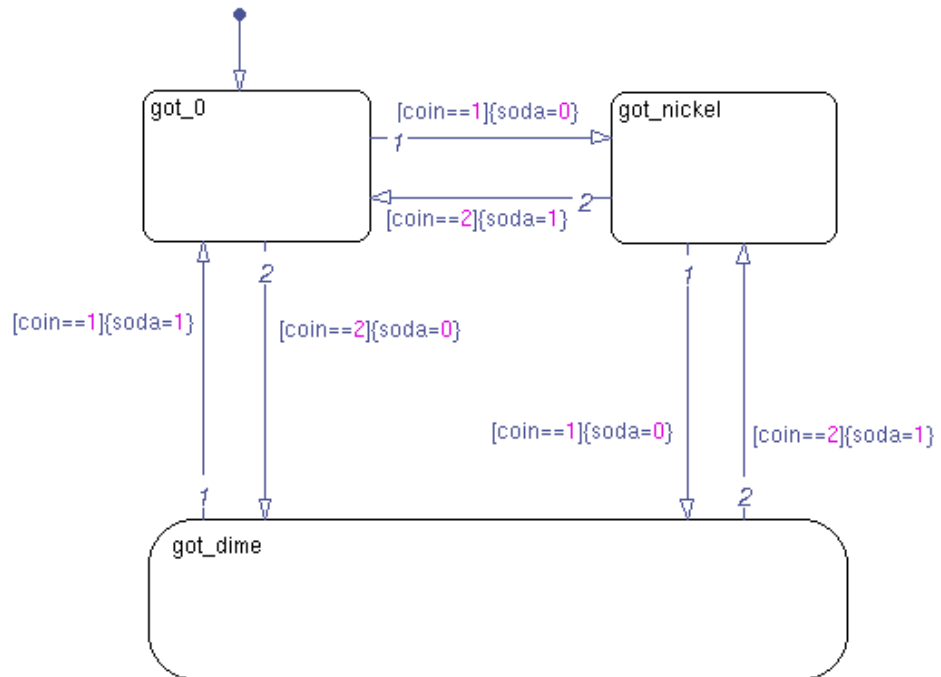 got_0
[coin==1]{soda=0}
got_nickel
1
2
[coin==2]{soda=1}
2
1
[coin==1]{soda=1}
[coin==2]{soda=0}
[coin==1]{soda=0}
[coin==2]{soda=1}
1
2
got_dime